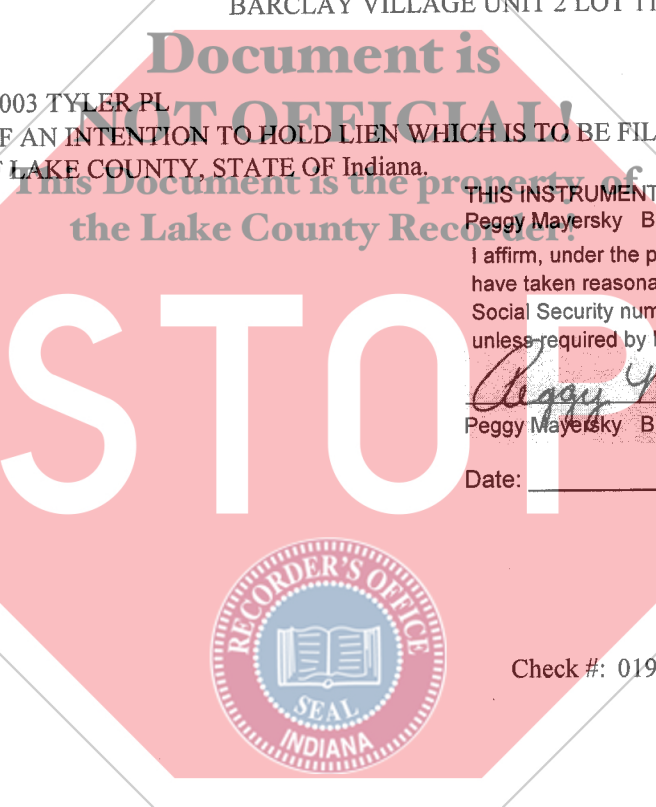 BARCLAY VILLAGE UNIT 2 LOT
Document is
003 TYLER PL
NOT OFFICIAL!
F AN INTENTION TO HOLD LIEN WHICH IS TO BE FIL
LAKE COUNTY, STATE OF Indiana.
This Document is the property of
THIS INSTRUMENT
the Lake County Recorder!
Peggy Mayersky B
I affirm, under the p
have taken reasona
Social Security num
unless required by
STOP
Peggy
Peggy Mayersky B
Date:
RECORDER'S OFFICE
SEAL
INDIANA
Check #: 019